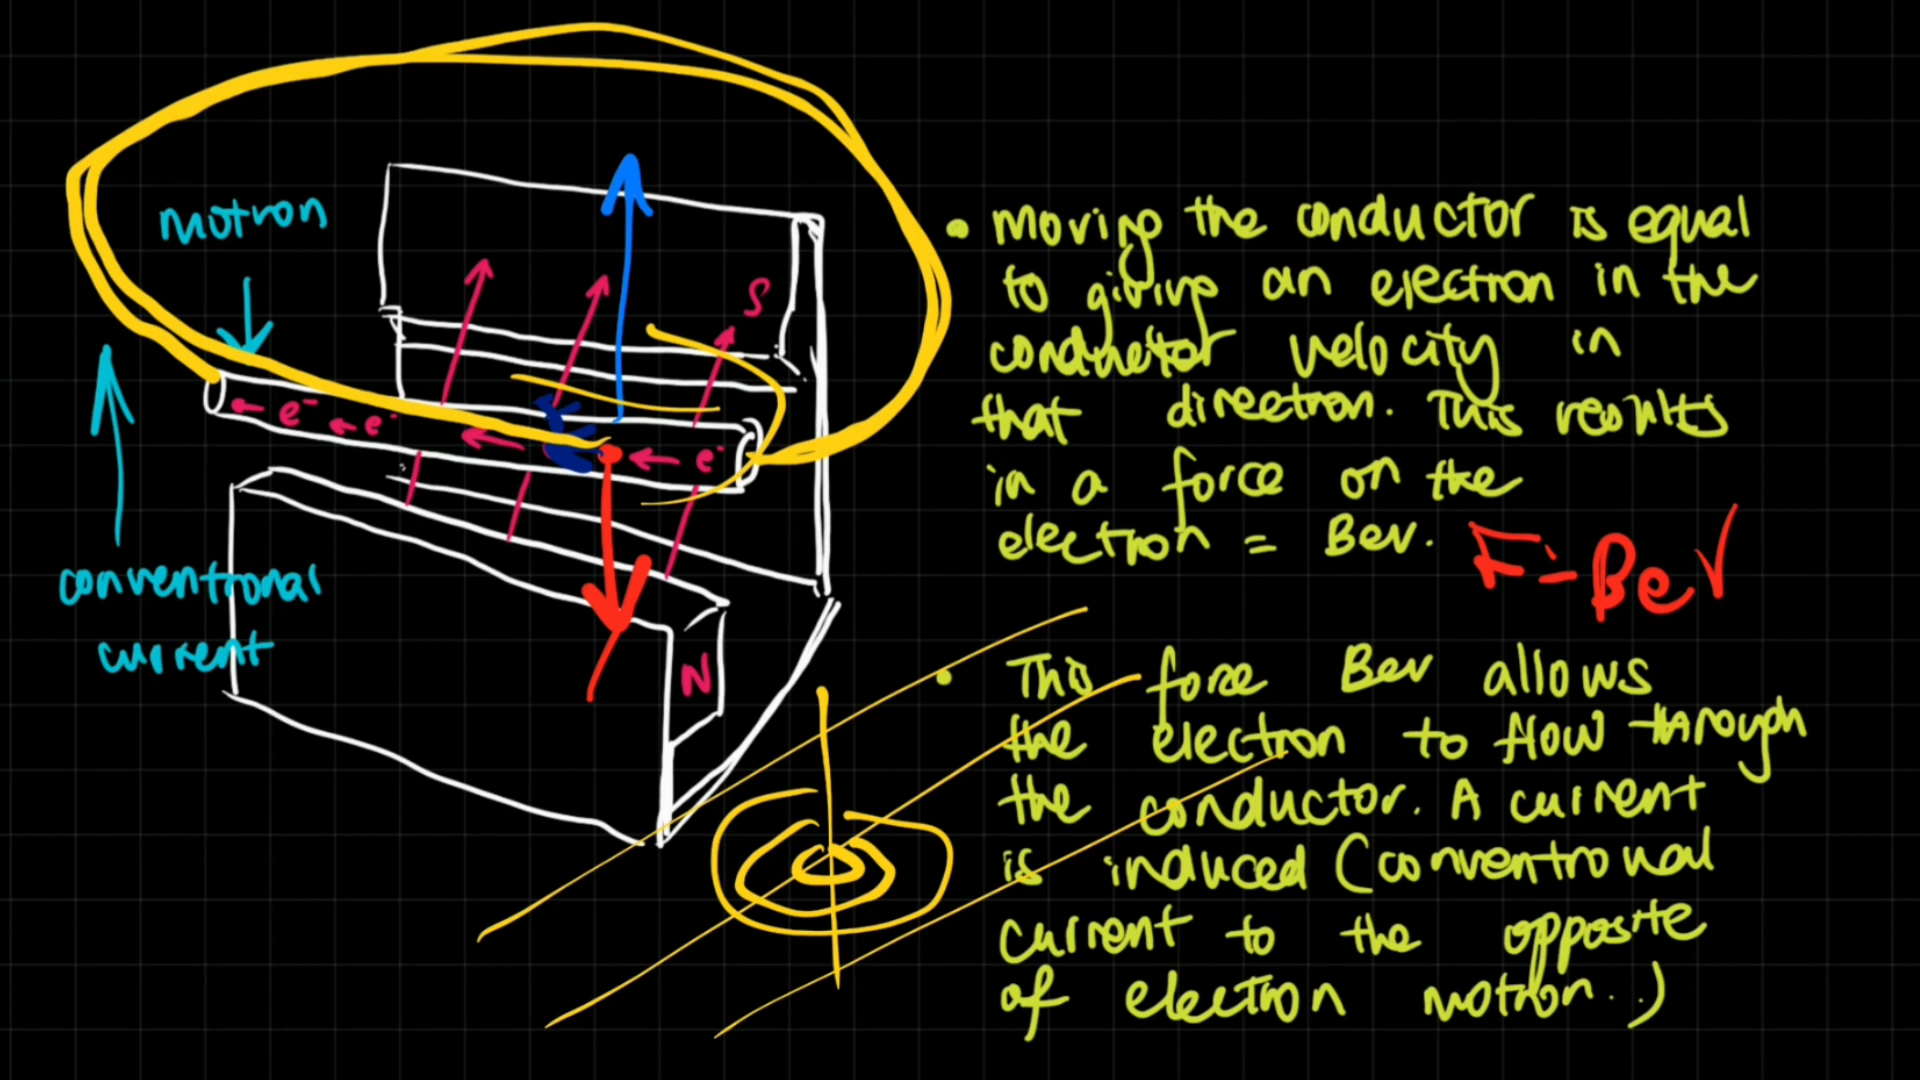 motion
S
e⁻
e⁻
e⁻
conventional
current
N
• moving the conductor is equal
to giving an electron in the
conductor velocity in
that direction. This results
in a force on the
electron = Bev.
F = Bev
• This force Bev allows
the electron to flow through
the conductor. A current
is induced (conventional
current to the opposite
of electron motion..)